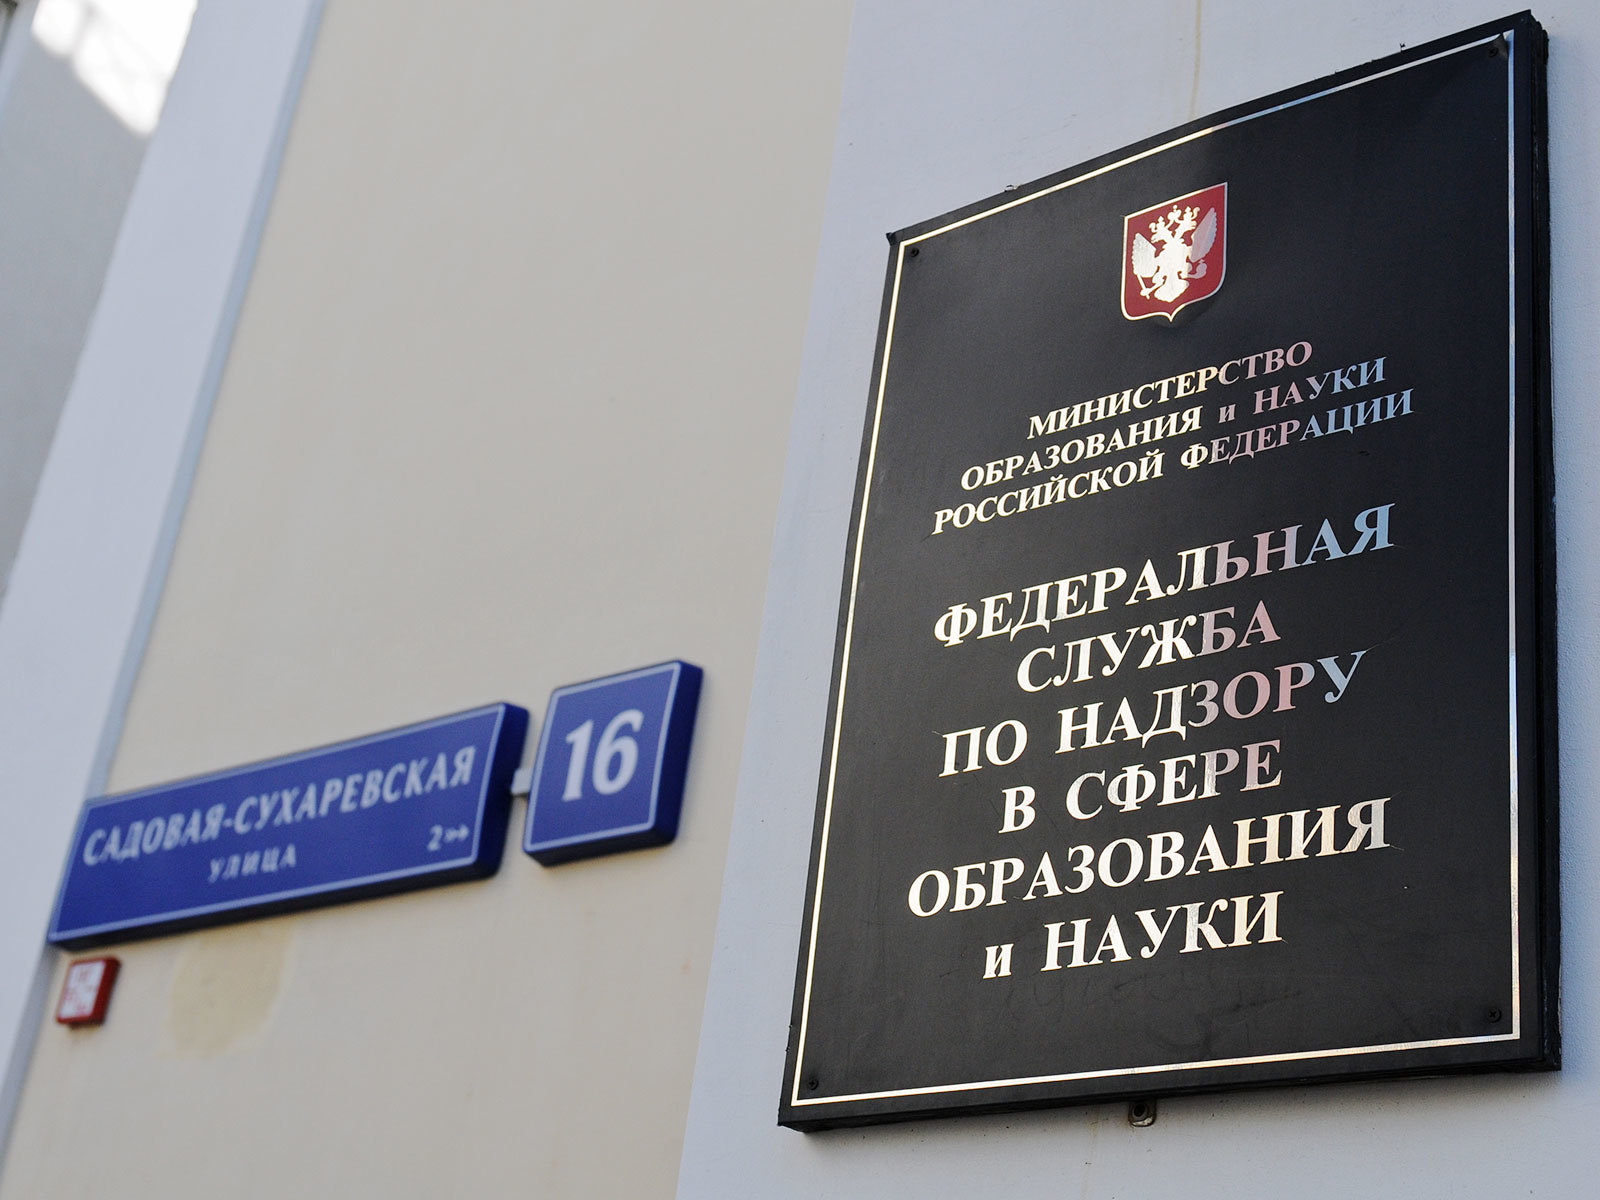 САДОВАЯ-СУХАРЕВСКАЯ
УЛИЦА
2
16
МИНИСТЕРСТВО
ОБРАЗОВАНИЯ и НАУКИ
РОССИЙСКОЙ ФЕДЕРАЦИИ
ФЕДЕРАЛЬНАЯ
СЛУЖБА
ПО НАДЗОРУ
В СФЕРЕ
ОБРАЗОВАНИЯ
и НАУКИ